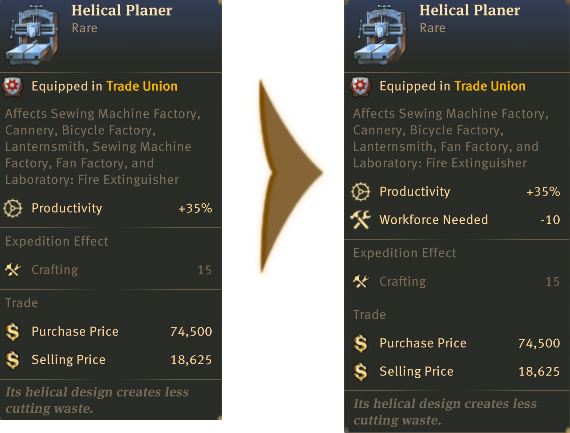 Helical Planer
Rare
Equipped in Trade Union
Affects Sewing Machine Factory,
Cannery, Bicycle Factory,
Lanternsmith, Sewing Machine
Factory, Fan Factory, and
Laboratory: Fire Extinguisher
Productivity +35%
Expedition Effect
Crafting 15
Trade
Purchase Price 74,500
Selling Price 18,625
Its helical design creates less
cutting waste.
Helical Planer
Rare
Equipped in Trade Union
Affects Sewing Machine Factory,
Cannery, Bicycle Factory,
Lanternsmith, Fan Factory, and
Laboratory: Fire Extinguisher
Productivity +35%
Workforce Needed -10
Expedition Effect
Crafting 15
Trade
Purchase Price 74,500
Selling Price 18,625
Its helical design creates less
cutting waste.